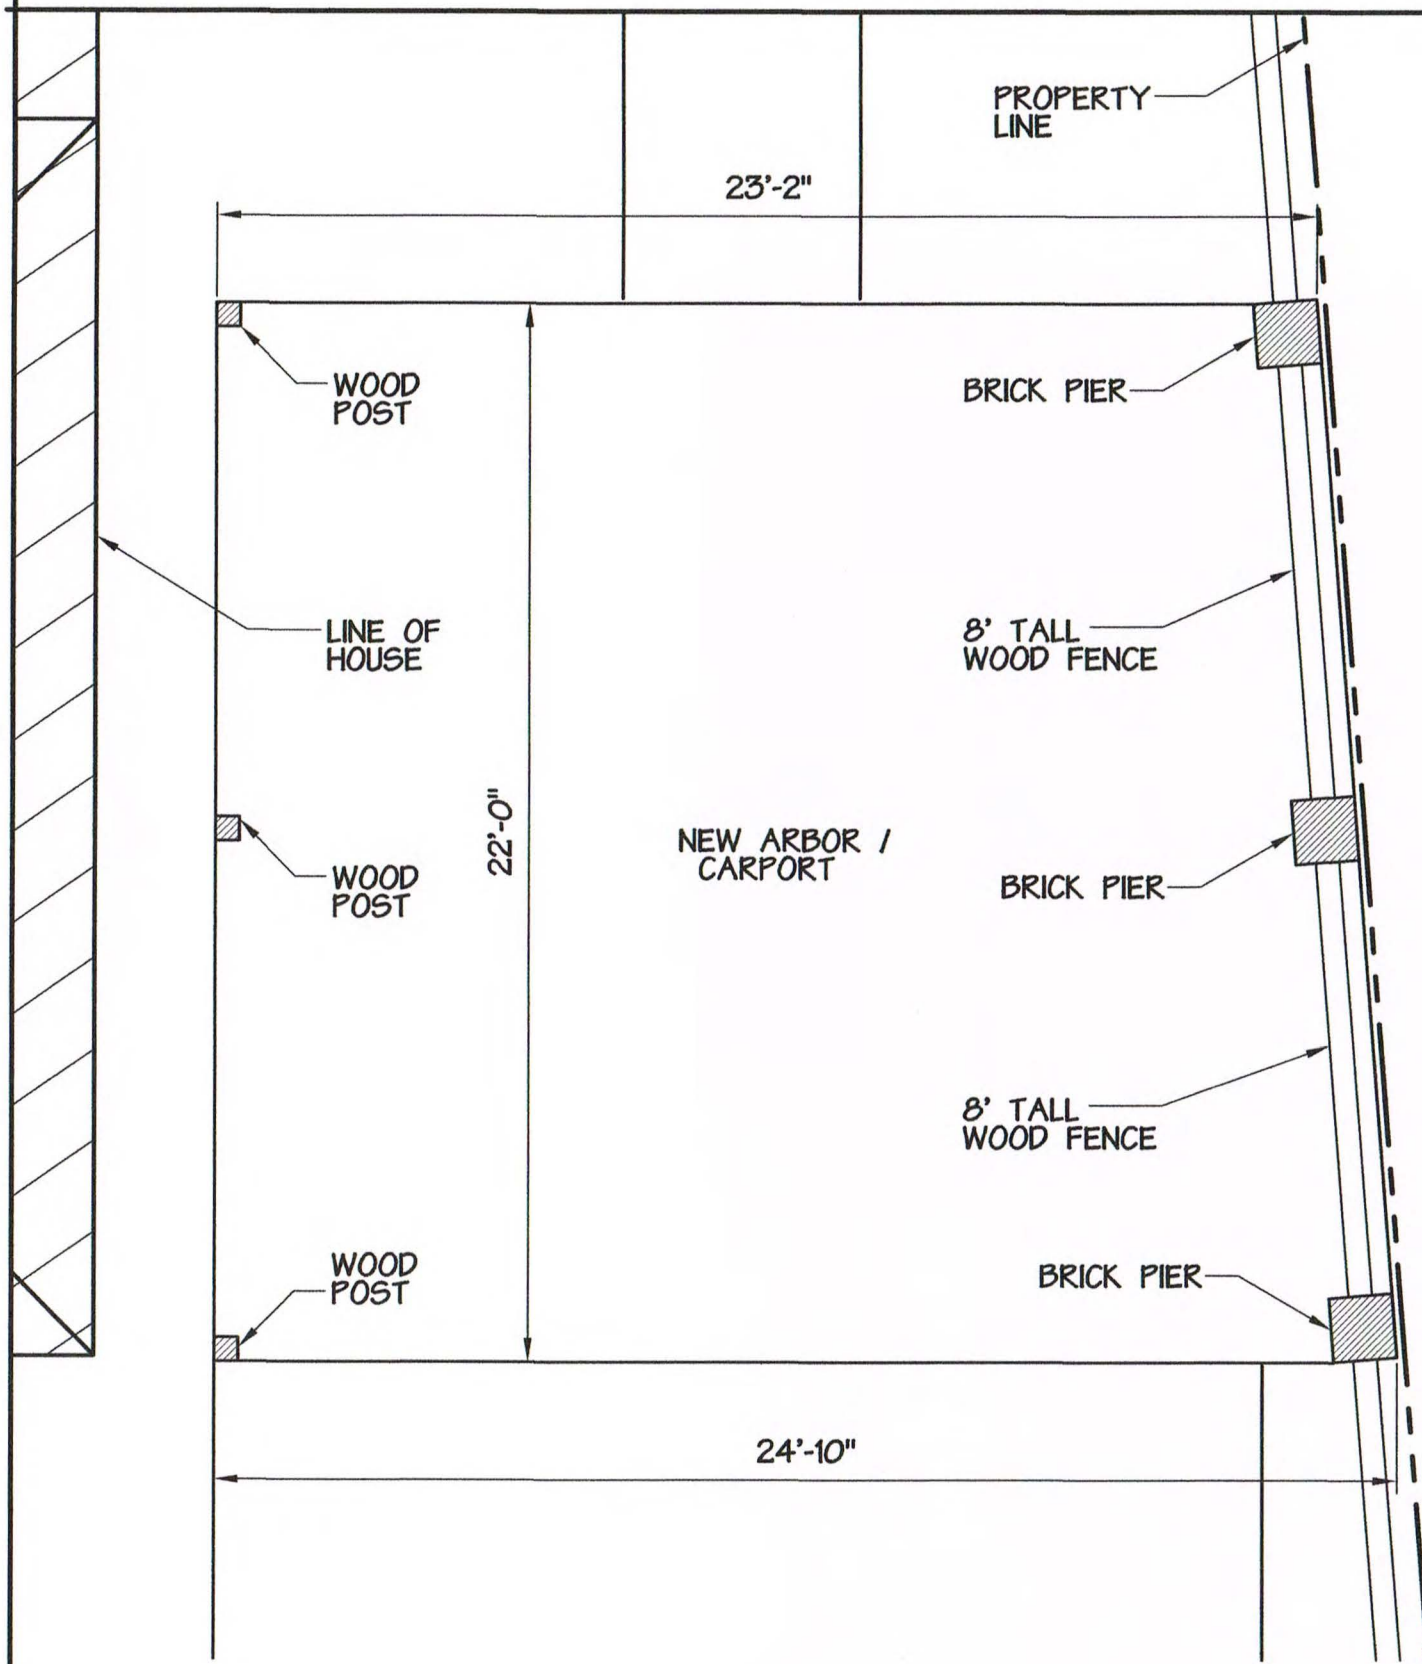 PROPERTY
LINE
23'-2"
WOOD
POST
BRICK PIER
LINE OF
HOUSE
8' TALL
WOOD FENCE
22'-0"
NEW ARBOR /
CARPORT
WOOD
POST
BRICK PIER
8' TALL
WOOD FENCE
WOOD
POST
BRICK PIER
24'-10"